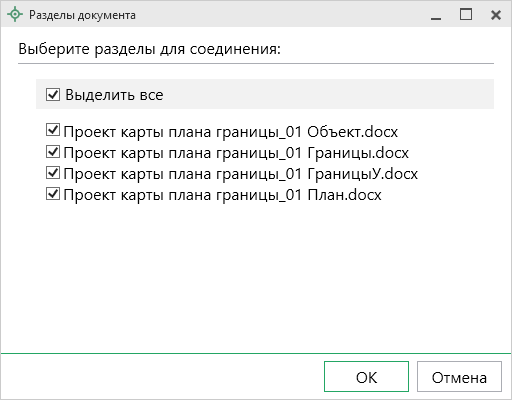 Разделы документа
Выберите разделы для соединения:
Выделить все
Проект карты плана границы_01 Объект.docx
Проект карты плана границы_01 Границы.docx
Проект карты плана границы_01 ГраницыУ.docx
Проект карты плана границы_01 План.docx
ОК Отмена